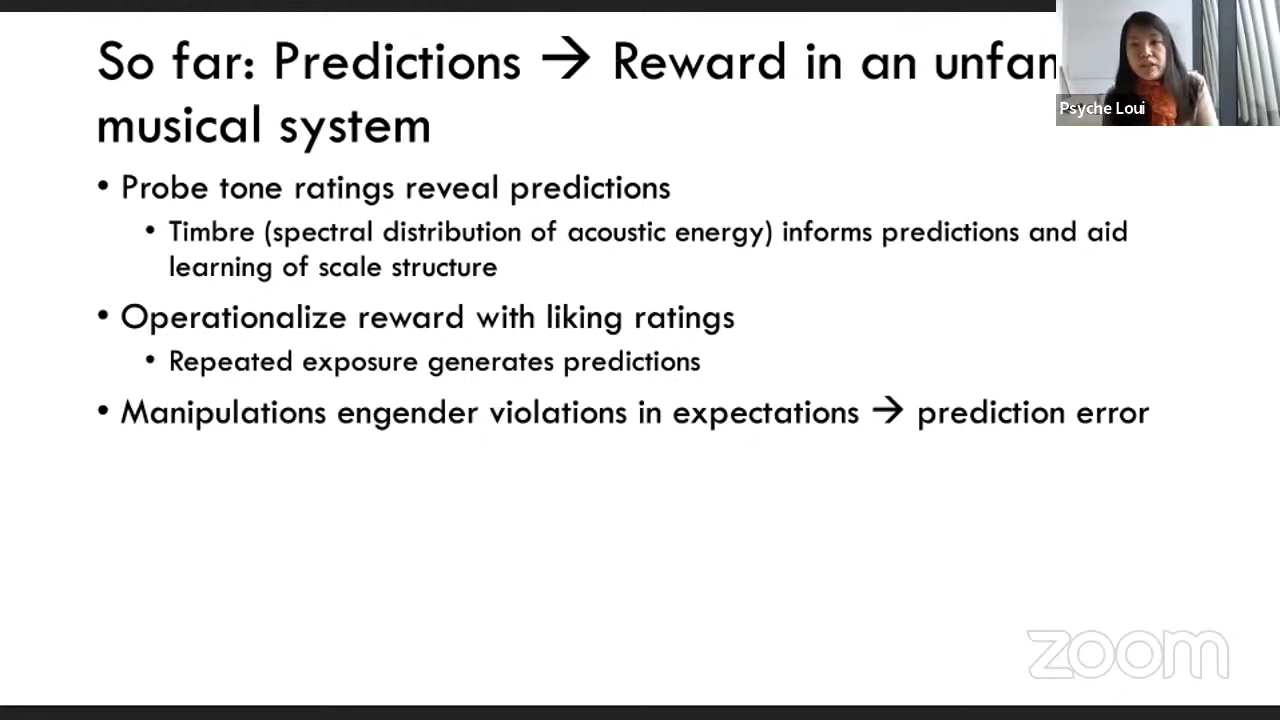 So far: Predictions → Reward in an
musical system
• Probe tone ratings reveal predictions
• Timbre (spectral distribution of acoustic energy) informs predictions and aid
learning of scale structure
• Operationalize reward with liking ratings
• Repeated exposure generates predictions
• Manipulations engender violations in expectations → prediction error
Psyche Loui
zoom